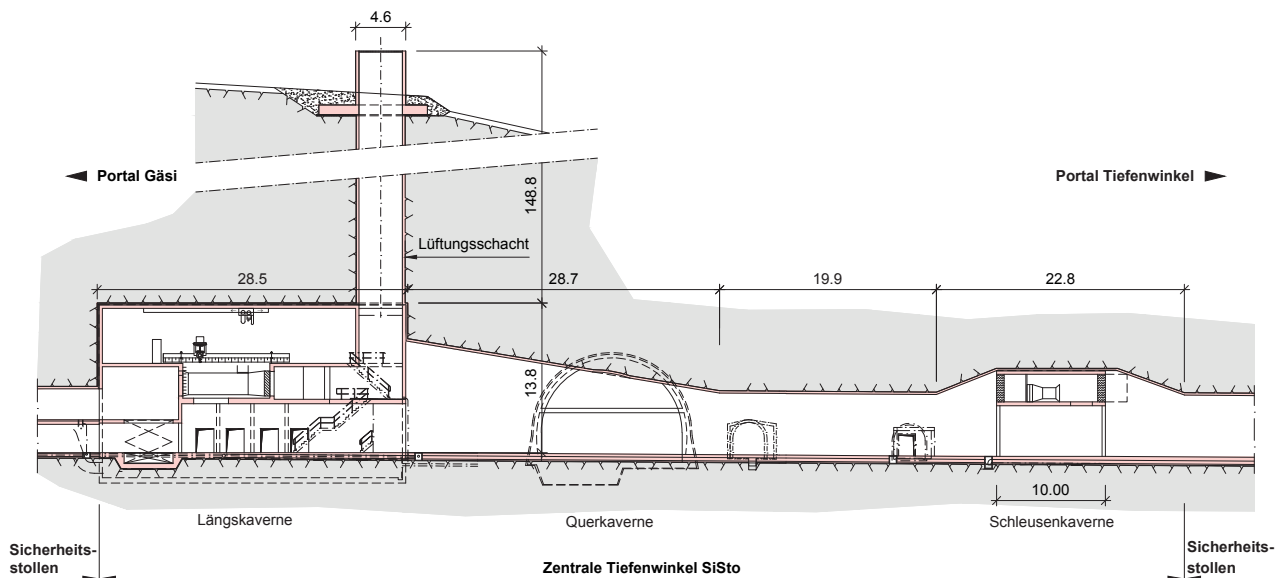 4.6
Portal Gäsi
Portal Tiefenwinkel
148.8
Lüftungsschacht
28.5
28.7
19.9
22.8
13.8
10.00
Längskaverne
Querkaverne
Schleusenkaverne
Sicherheits-
stollen
Zentrale Tiefenwinkel SiSto
Sicherheits-
stollen